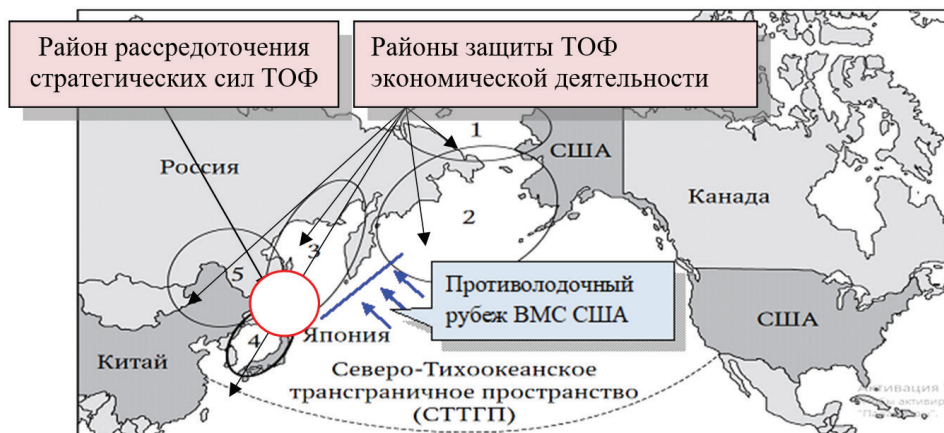 Район рассредоточения
стратегических сил ТОФ
Районы защиты ТОФ
экономической деятельности
1
США
Россия
Канада
2
3
5
Противолодочный
рубеж ВМС США
США
4
Япония
Китай
Северо-Тихоокеанское
трансграничное пространство
(СТТГП)
Активация